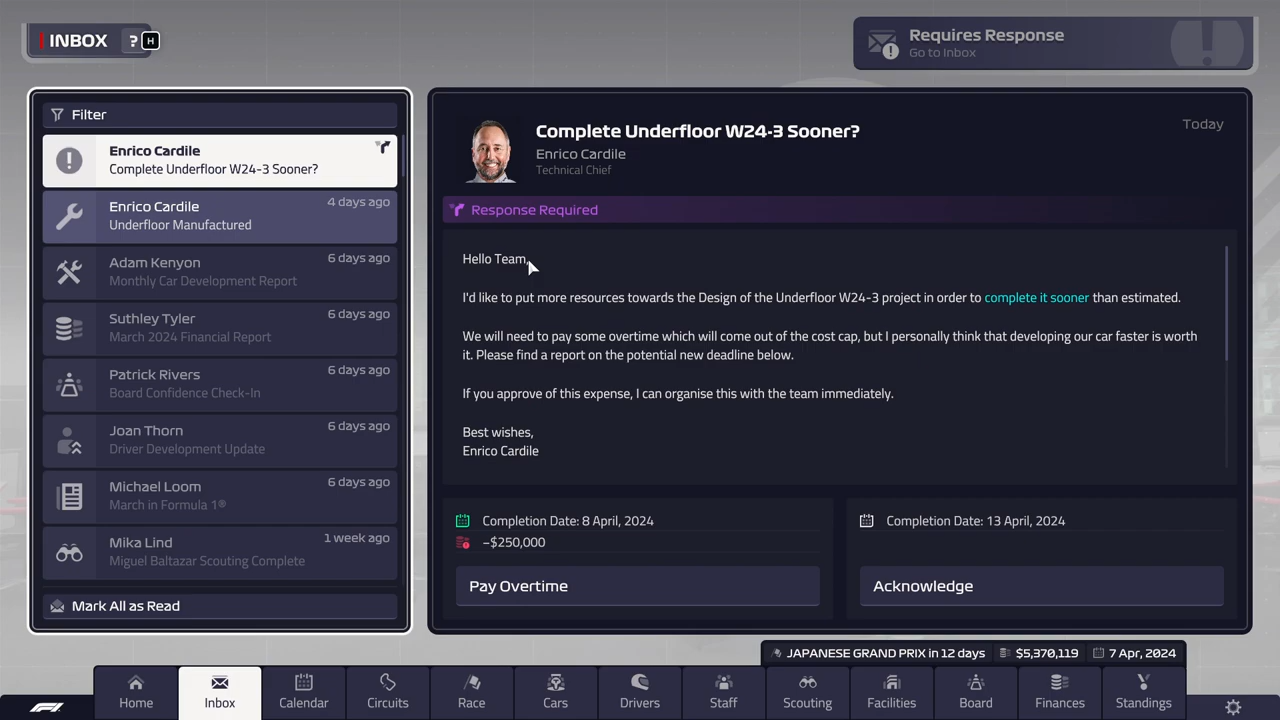 INBOX
? H
Requires Response
Go to Inbox
Filter
Enrico Cardile
Complete Underfloor W24-3 Sooner?
Enrico Cardile
4 days ago
Underfloor Manufactured
Adam Kenyon
6 days ago
Monthly Car Development Report
Suthley Tyler
6 days ago
March 2024 Financial Report
Patrick Rivers
6 days ago
Board Confidence Check-In
Joan Thorn
6 days ago
Driver Development Update
Michael Loom
6 days ago
March in Formula 1®
Mika Lind
1 week ago
Miguel Baltazar Scouting Complete
Mark All as Read
Complete Underfloor W24-3 Sooner?
Today
Enrico Cardile
Technical Chief
Response Required
Hello Team,
I'd like to put more resources towards the Design of the Underfloor W24-3 project in order to complete it sooner than estimated.
We will need to pay some overtime which will come out of the cost cap, but I personally think that developing our car faster is worth
it. Please find a report on the potential new deadline below.
If you approve of this expense, I can organise this with the team immediately.
Best wishes,
Enrico Cardile
Completion Date: 8 April, 2024
−$250,000
Pay Overtime
Completion Date: 13 April, 2024
Acknowledge
JAPANESE GRAND PRIX in 12 days
$5,370,119
7 Apr, 2024
Home
Inbox
Calendar
Circuits
Race
Cars
Drivers
Staff
Scouting
Facilities
Board
Finances
Standings